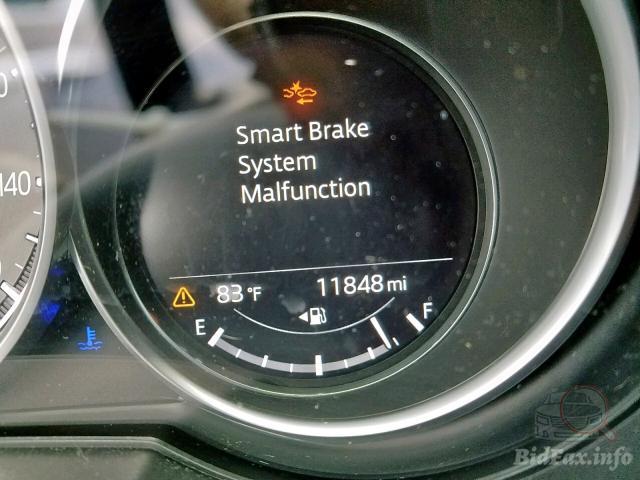 Smart Brake
System
Malfunction
140
83°F 11848 mi
E F
BidFax.info